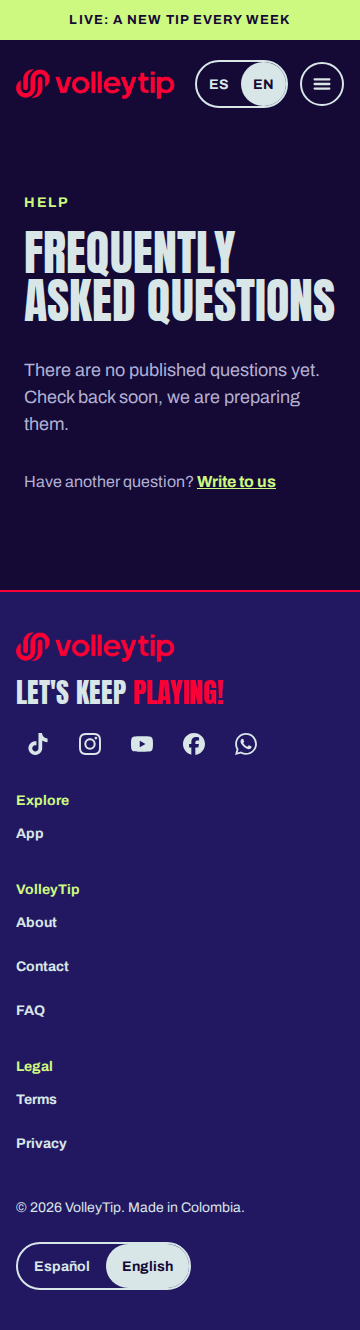 LIVE: A NEW TIP EVERY WEEK
volleytip
ES EN
HELP
FREQUENTLY
ASKED QUESTIONS
There are no published questions yet.
Check back soon, we are preparing
them.
Have another question? Write to us
volleytip
LET'S KEEP PLAYING!
Explore
App
VolleyTip
About
Contact
FAQ
Legal
Terms
Privacy
© 2026 VolleyTip. Made in Colombia.
Español English